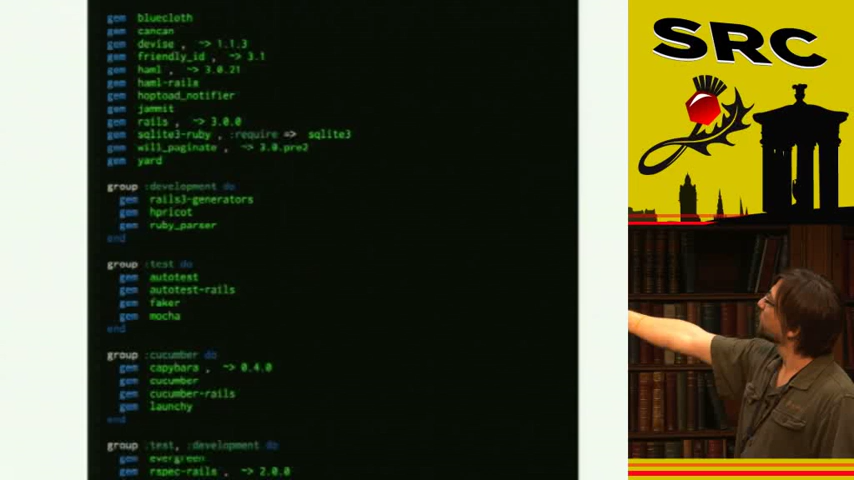 gem bluecloth
gem cancan
gem devise , ~> 1.1.3
gem friendly_id , ~> 3.1
gem haml , ~> 3.0.21
gem haml-rails
gem hoptoad_notifier
gem jammit
gem rails , ~> 3.0.0
gem sqlite3-ruby , :require => sqlite3
gem will_paginate , ~> 3.0.pre2
gem yard
group :development do
gem rails3-generators
gem hpricot
gem ruby_parser
end
group :test do
gem autotest
gem autotest-rails
gem faker
gem mocha
end
group :cucumber do
gem capybara , ~> 0.4.0
gem cucumber
gem cucumber-rails
gem launchy
end
group :test, :development do
gem evergreen
gem rspec-rails , ~> 2.0.0
SRC